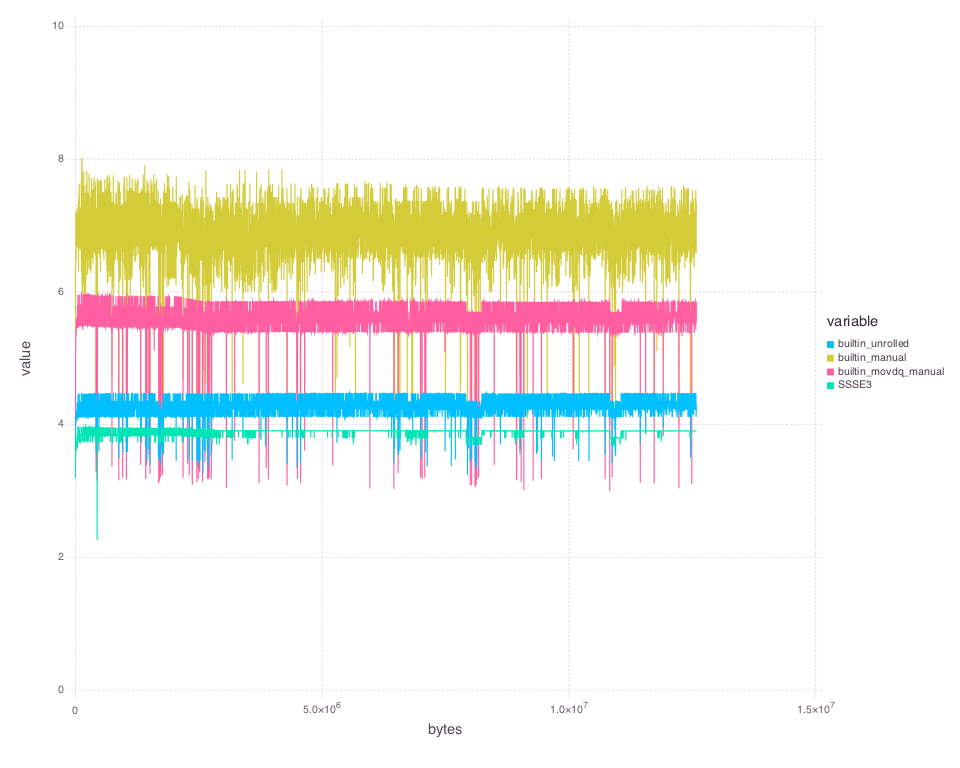 10
8
6
4
2
0
value
0
5.0×10⁶
1.0×10⁷
1.5×10⁷
bytes
variable
builtin_unrolled
builtin_manual
builtin_movdq_manual
SSSE3